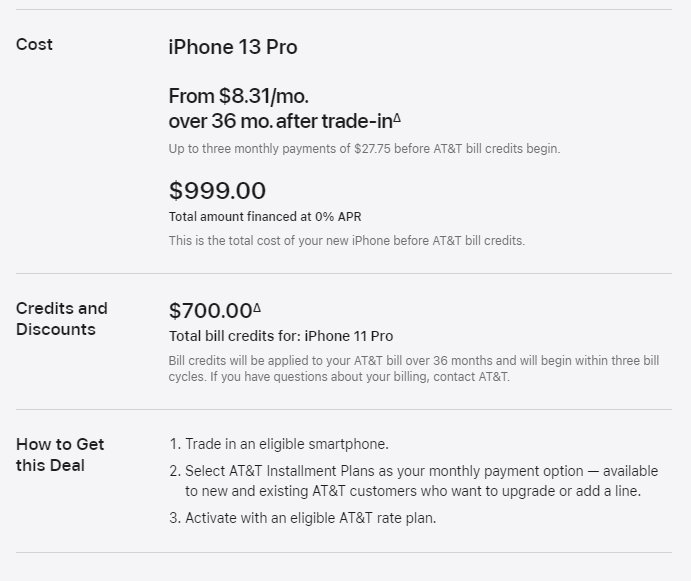 Cost
iPhone 13 Pro
From $8.31/mo.
over 36 mo. after trade-in∆
Up to three monthly payments of $27.75 before AT&T bill credits begin.
$999.00
Total amount financed at 0% APR
This is the total cost of your new iPhone before AT&T bill credits.
Credits and
Discounts
$700.00∆
Total bill credits for: iPhone 11 Pro
Bill credits will be applied to your AT&T bill over 36 months and will begin within three bill
cycles. If you have questions about your billing, contact AT&T.
How to Get
this Deal
1. Trade in an eligible smartphone.
2. Select AT&T Installment Plans as your monthly payment option — available
to new and existing AT&T customers who want to upgrade or add a line.
3. Activate with an eligible AT&T rate plan.